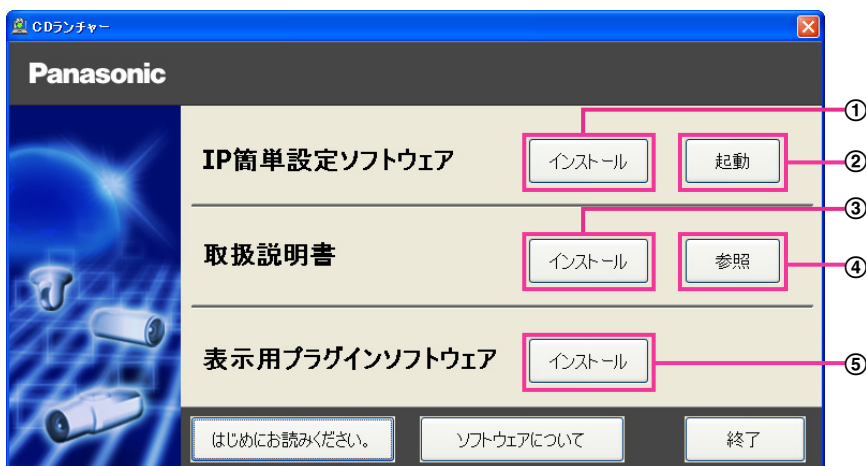 CDランチャー
Panasonic
①
IP簡単設定ソフトウェア インストール 起動 ②
③
取扱説明書 インストール 参照 ④
表示用プラグインソフトウェア インストール ⑤
はじめにお読みください。 ソフトウェアについて 終了